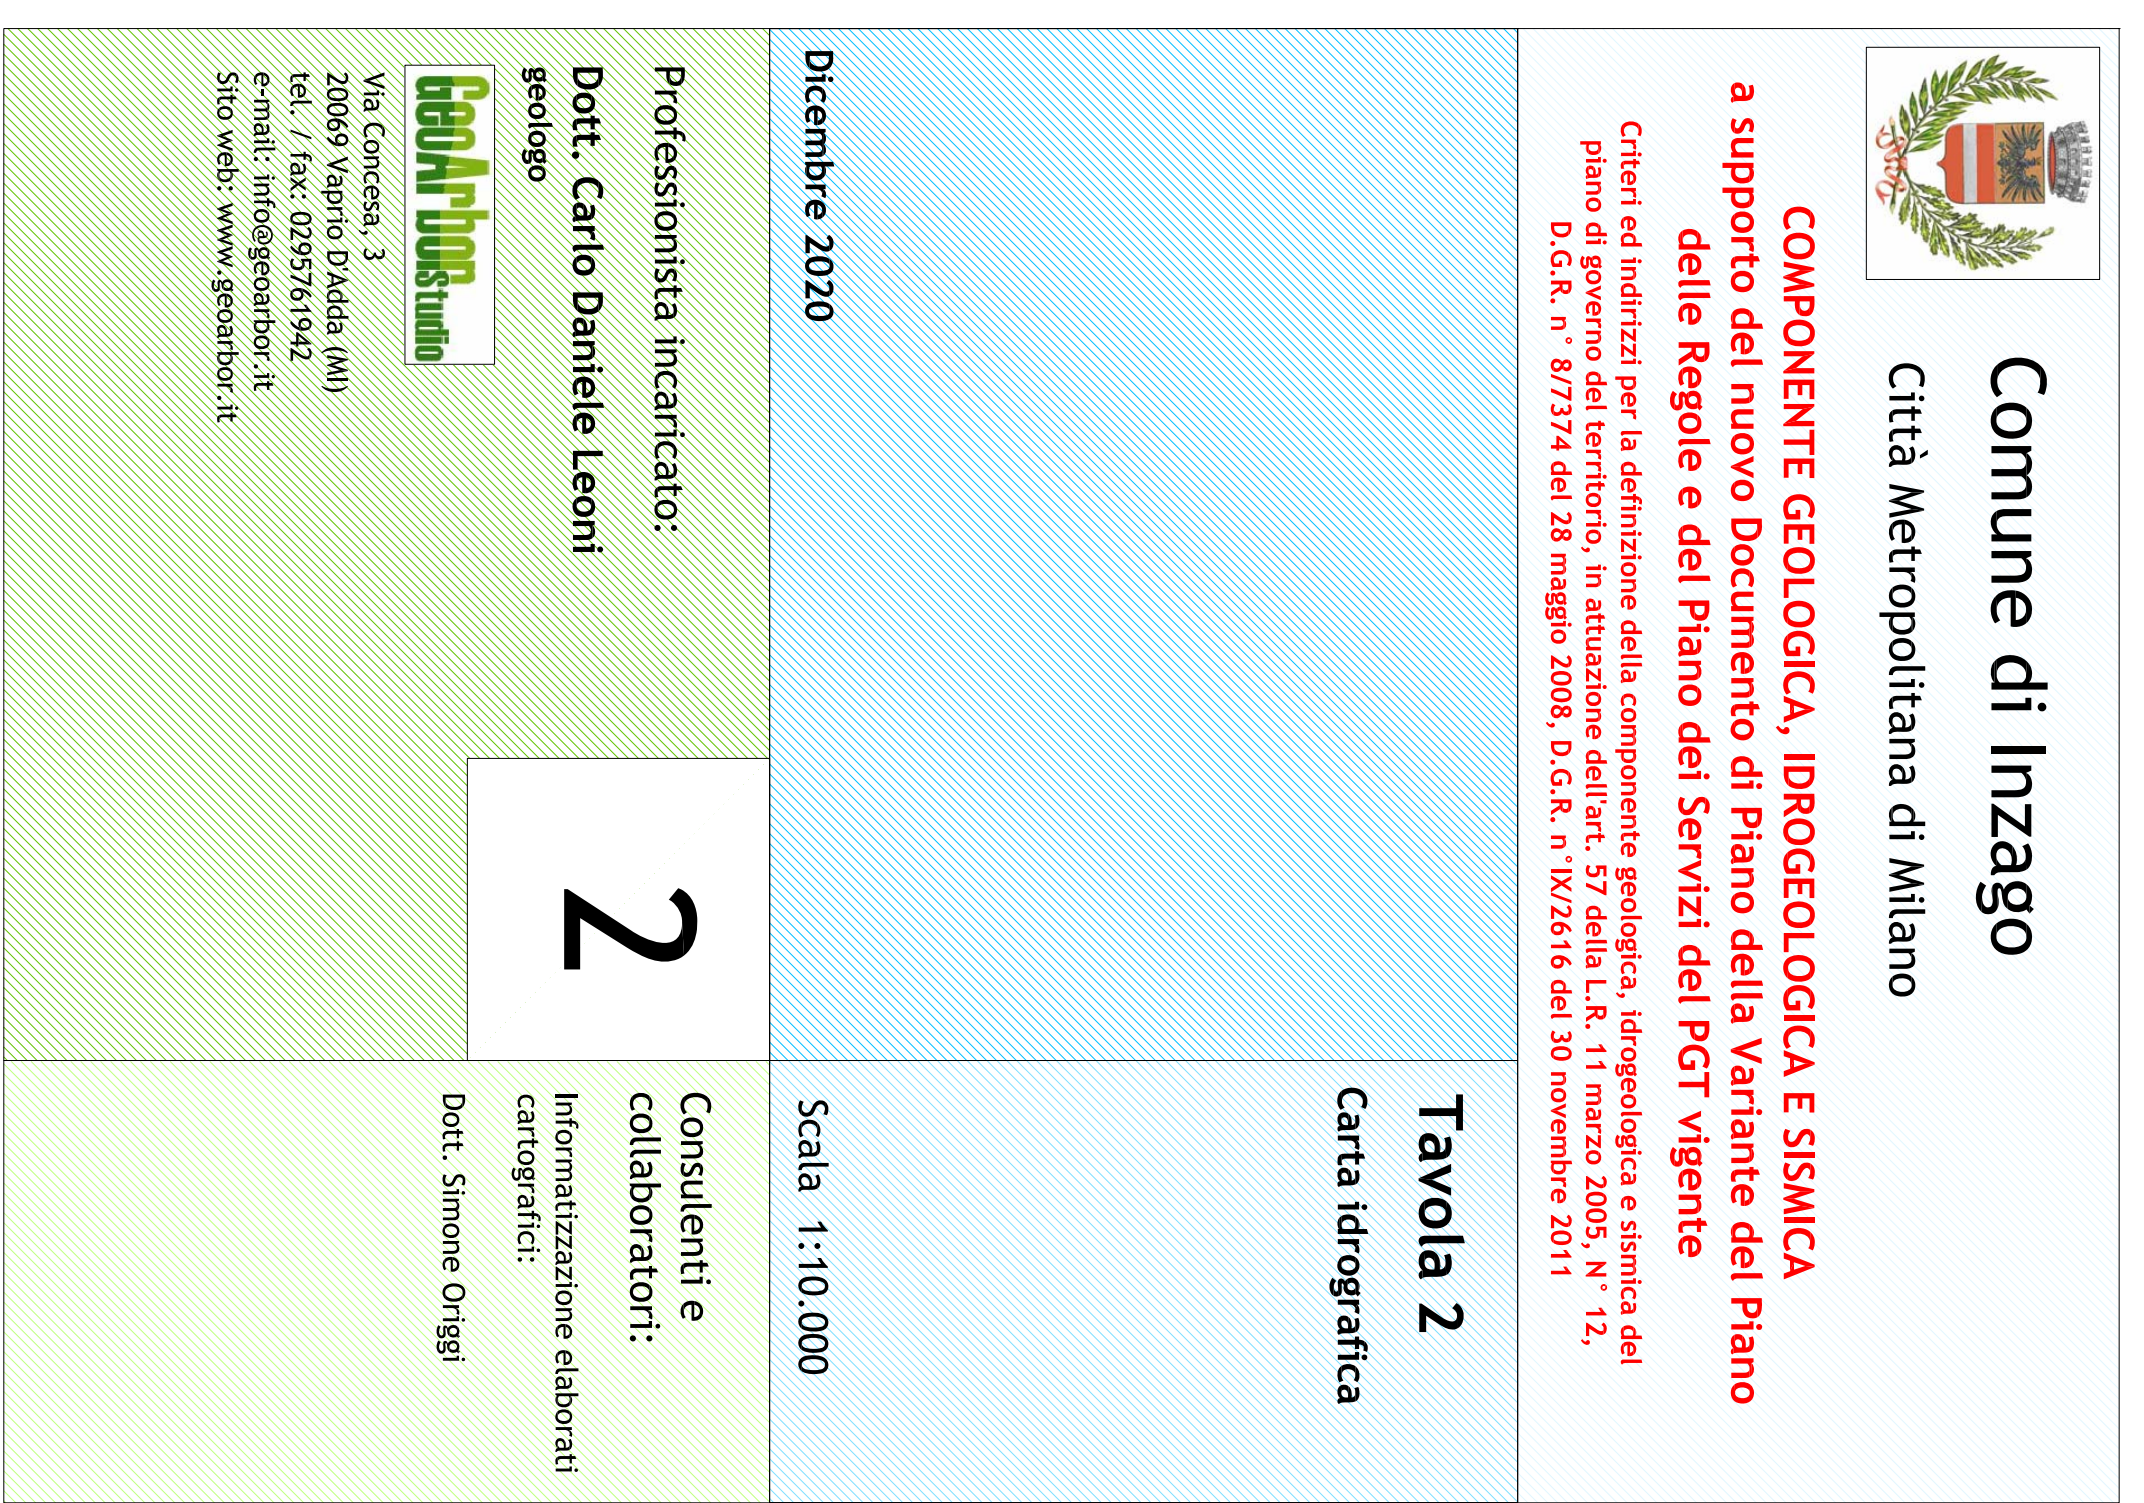 Comune di Inzago
Città Metropolitana di Milano
COMPONENTE GEOLOGICA, IDROGEOLOGICA E SISMICA
a supporto del nuovo Documento di Piano della Variante del Piano
delle Regole e del Piano dei Servizi del PGT vigente
Criteri ed indirizzi per la definizione della componente geologica, idrogeologica e sismica del
piano di governo del territorio, in attuazione dell'art. 57 della L.R. 11 marzo 2005, N° 12,
D.G.R. n° 8/7374 del 28 maggio 2008, D.G.R. n°IX/2616 del 30 novembre 2011
Tavola 2
Carta idrografica
Dicembre 2020
Scala 1:10.000
Professionista incaricato:
Dott. Carlo Daniele Leoni
geologo
GeoArborStudio
Via Concesa, 3
20069 Vaprio D'Adda (MI)
tel. / fax: 0295761942
e-mail: info@geoarbor.it
Sito web: www.geoarbor.it
2
Consulenti e
collaboratori:
Informatizzazione elaborati
cartografici:
Dott. Simone Origgi